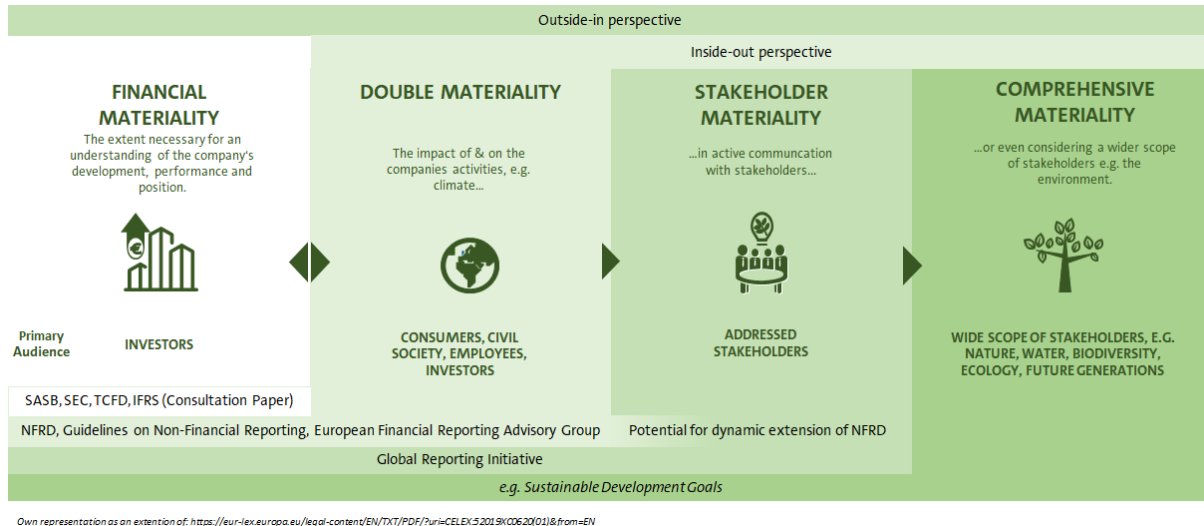 Outside-in perspective
Inside-out perspective
FINANCIAL
MATERIALITY
The extent necessary for an
understanding of the company's
development, performance and
position.
DOUBLE MATERIALITY
The impact of & on the
companies activities, e.g.
climate...
STAKEHOLDER
MATERIALITY
...in active communcation
with stakeholders...
COMPREHENSIVE
MATERIALITY
...or even considering a wider scope
of stakeholders e.g. the
environment.
€
Primary
Audience
INVESTORS
CONSUMERS, CIVIL
SOCIETY, EMPLOYEES,
INVESTORS
ADDRESSED
STAKEHOLDERS
WIDE SCOPE OF STAKEHOLDERS, E.G.
NATURE, WATER, BIODIVERSITY,
ECOLOGY, FUTURE GENERATIONS
SASB, SEC, TCFD, IFRS (Consultation Paper)
NFRD, Guidelines on Non-Financial Reporting, European Financial Reporting Advisory Group
Potential for dynamic extension of NFRD
Global Reporting Initiative
e.g. Sustainable Development Goals
Own representation as an extention of: https://eur-lex.europa.eu/legal-content/EN/TXT/PDF/?uri=CELEX:52019XC0620(01)&from=EN